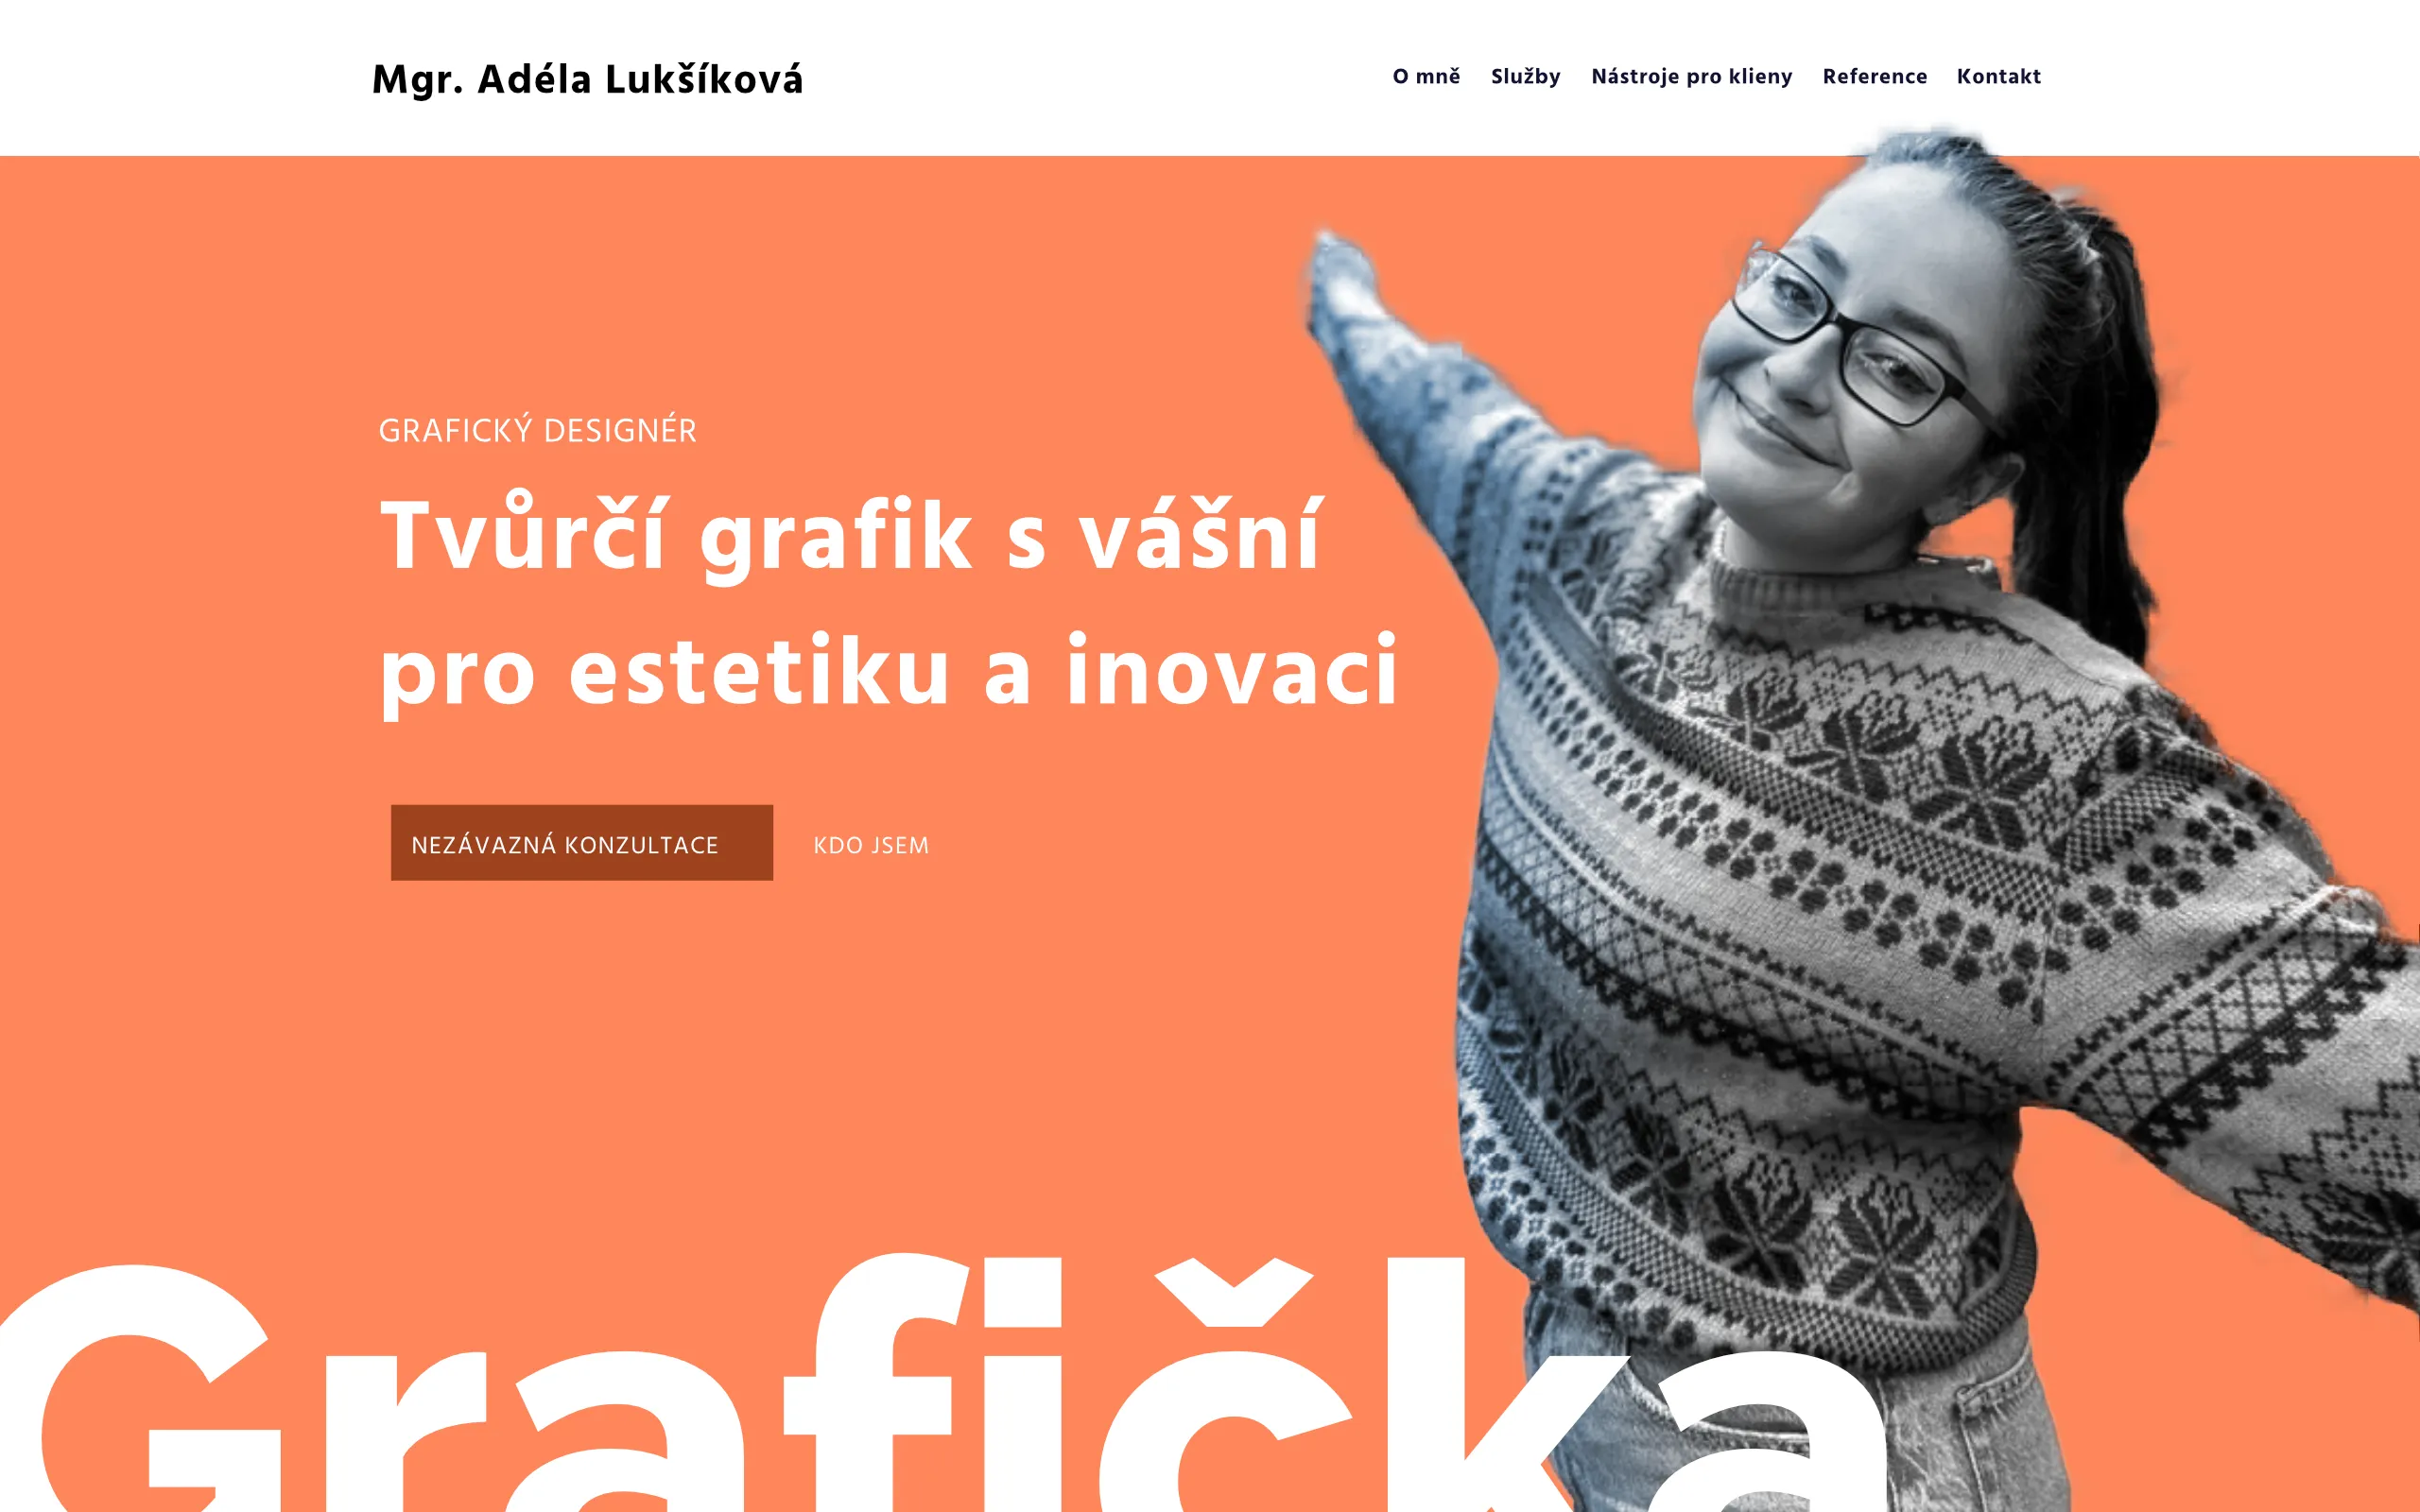 Mgr. Adéla Lukšíková
O mně Služby Nástroje pro klieny Reference Kontakt
GRAFICKÝ DESIGNÉR
Tvůrčí grafik s vášní
pro estetiku a inovaci
NEZÁVAZNÁ KONZULTACE KDO JSEM
Grafička